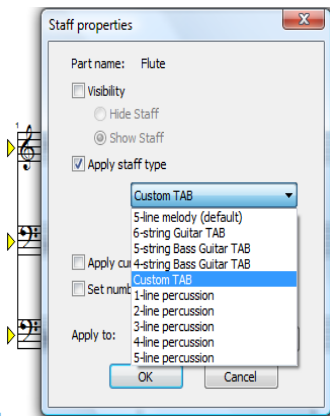 Staff properties
Part name: Flute
Visibility
Hide Staff
Show Staff
Apply staff type
Custom TAB
5-line melody (default)
6-string Guitar TAB
5-string Bass Guitar TAB
4-string Bass Guitar TAB
Custom TAB
1-line percussion
2-line percussion
3-line percussion
4-line percussion
5-line percussion
Apply
Set
Apply to:
OK Cancel
1